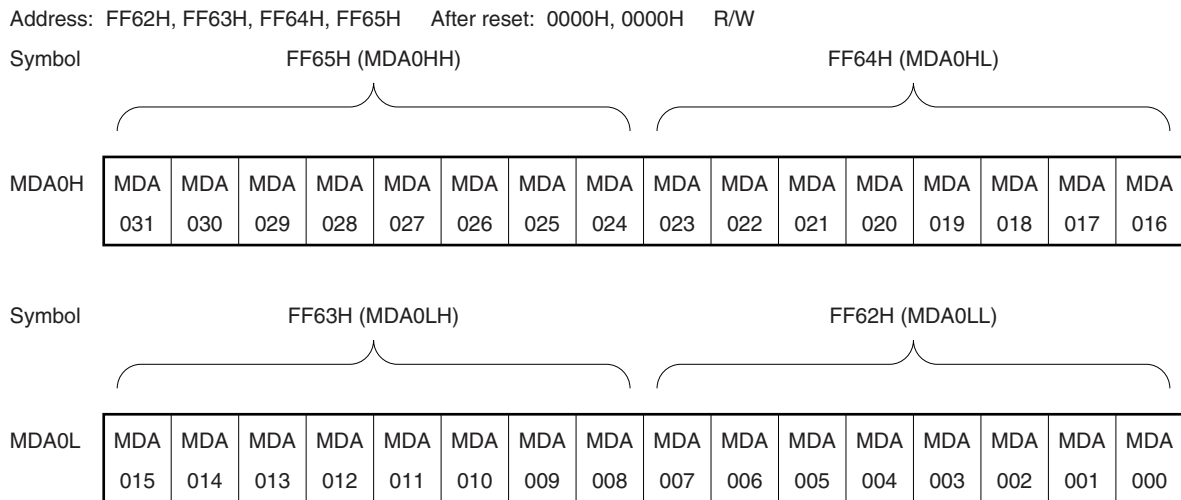 Address: FF62H, FF63H, FF64H, FF65H After reset: 0000H, 0000H R/W
Symbol FF65H (MDA0HH) FF64H (MDA0HL)
MDA0H MDA MDA MDA MDA MDA MDA MDA MDA MDA MDA MDA MDA MDA MDA MDA MDA
031 030 029 028 027 026 025 024 023 022 021 020 019 018 017 016
Symbol FF63H (MDA0LH) FF62H (MDA0LL)
MDA0L MDA MDA MDA MDA MDA MDA MDA MDA MDA MDA MDA MDA MDA MDA MDA MDA
015 014 013 012 011 010 009 008 007 006 005 004 003 002 001 000